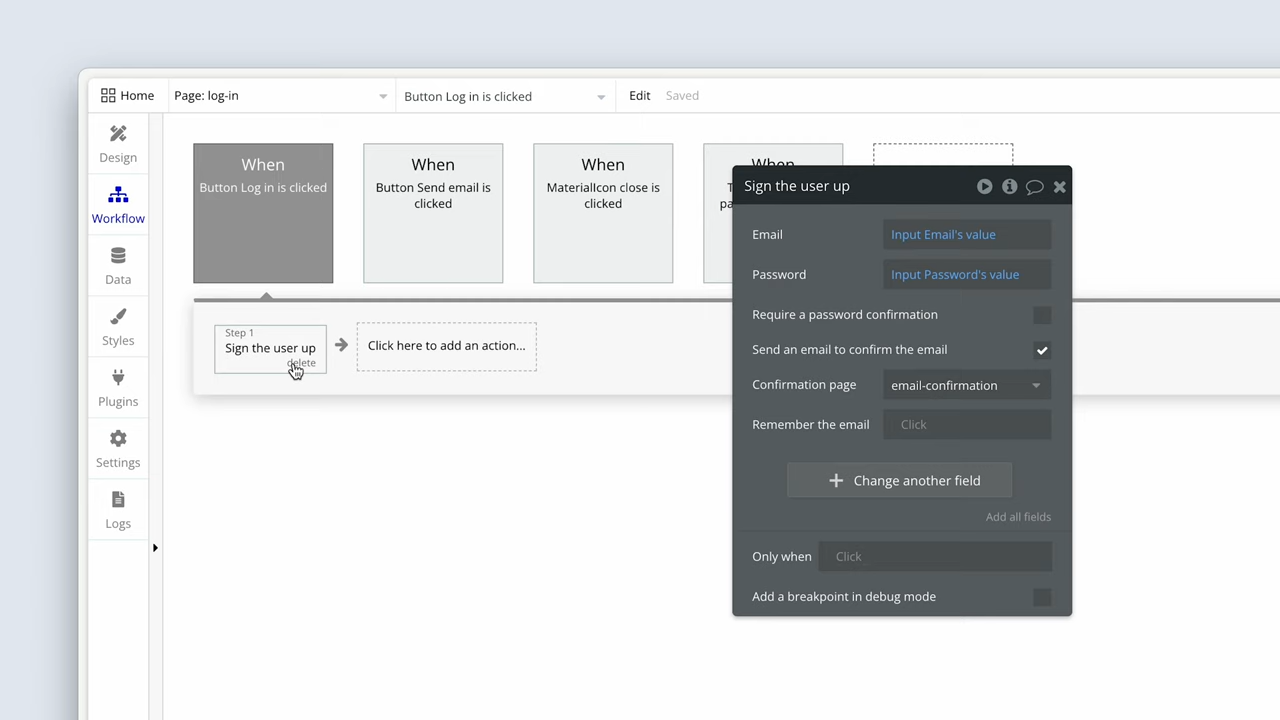 Home
Page: log-in
Button Log in is clicked
Edit
Saved
Design
Workflow
Data
Styles
Plugins
Settings
Logs
When
Button Log in is clicked
When
Button Send email is
clicked
When
MaterialIcon close is
clicked
When
Step 1
Sign the user up
delete
Click here to add an action...
Sign the user up
Email
Input Email's value
Password
Input Password's value
Require a password confirmation
Send an email to confirm the email
Confirmation page
email-confirmation
Remember the email
Click
Change another field
Add all fields
Only when
Click
Add a breakpoint in debug mode